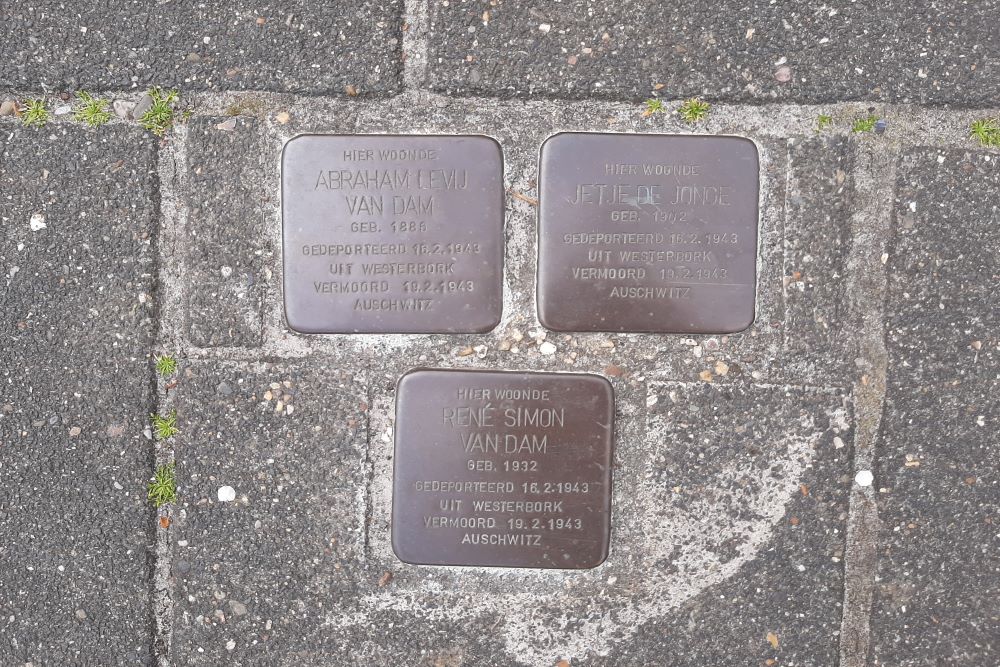 HIER WOONDE
ABRAHAM LEVIJ
VAN DAM
GEB. 1886
GEDEPORTEERD 16.2.1943
UIT WESTERBORK
VERMOORD 19.2.1943
AUSCHWITZ
HIER WOONDE
JETJE DE JONGE
GEB. 1902
GEDEPORTEERD 16.2.1943
UIT WESTERBORK
VERMOORD 19.2.1943
AUSCHWITZ
HIER WOONDE
RENÉ SIMON
VAN DAM
GEB. 1932
GEDEPORTEERD 16.2.1943
UIT WESTERBORK
VERMOORD 19.2.1943
AUSCHWITZ